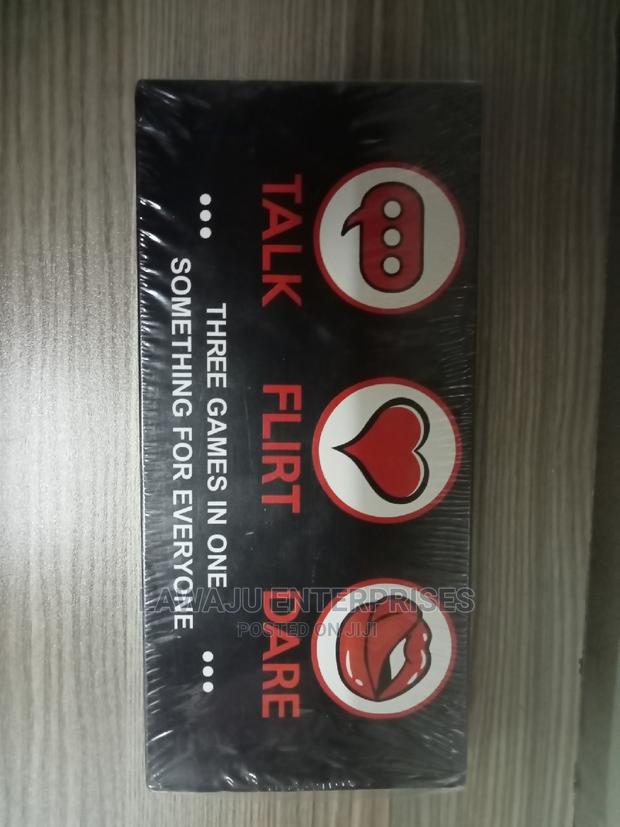 TALK FLIRT DARE
... THREE GAMES IN ONE ...
SOMETHING FOR EVERYONE
LAWAJU ENTERPRISES
POSTED ON JIJI